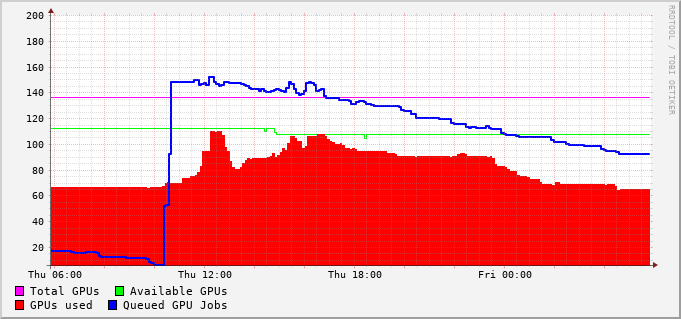 RRDTOOL / TOBI OETIKER
200
180
160
140
120
100
80
60
40
20
Thu 06:00 Thu 12:00 Thu 18:00 Fri 00:00
Total GPUs Available GPUs
GPUs used Queued GPU Jobs